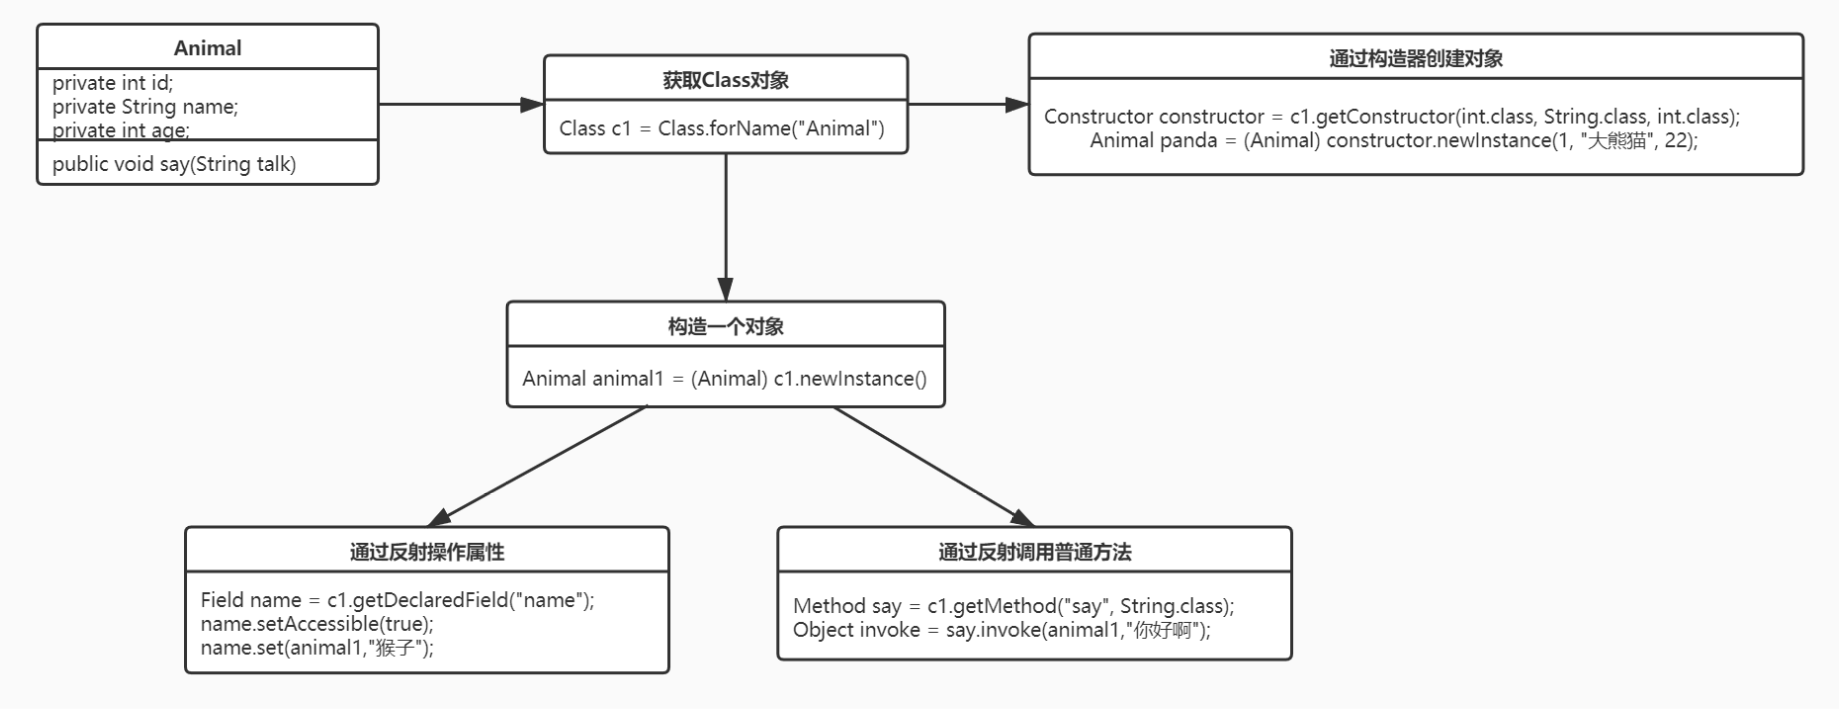 Animal
private int id;
private String name;
private int age;
public void say(String talk)
获取Class对象
Class c1 = Class.forName("Animal")
通过构造器创建对象
Constructor constructor = c1.getConstructor(int.class, String.class, int.class);
Animal panda = (Animal) constructor.newInstance(1, "大熊猫", 22);
构造一个对象
Animal animal1 = (Animal) c1.newInstance()
通过反射操作属性
Field name = c1.getDeclaredField("name");
name.setAccessible(true);
name.set(animal1,"猴子");
通过反射调用普通方法
Method say = c1.getMethod("say", String.class);
Object invoke = say.invoke(animal1,"你好啊");